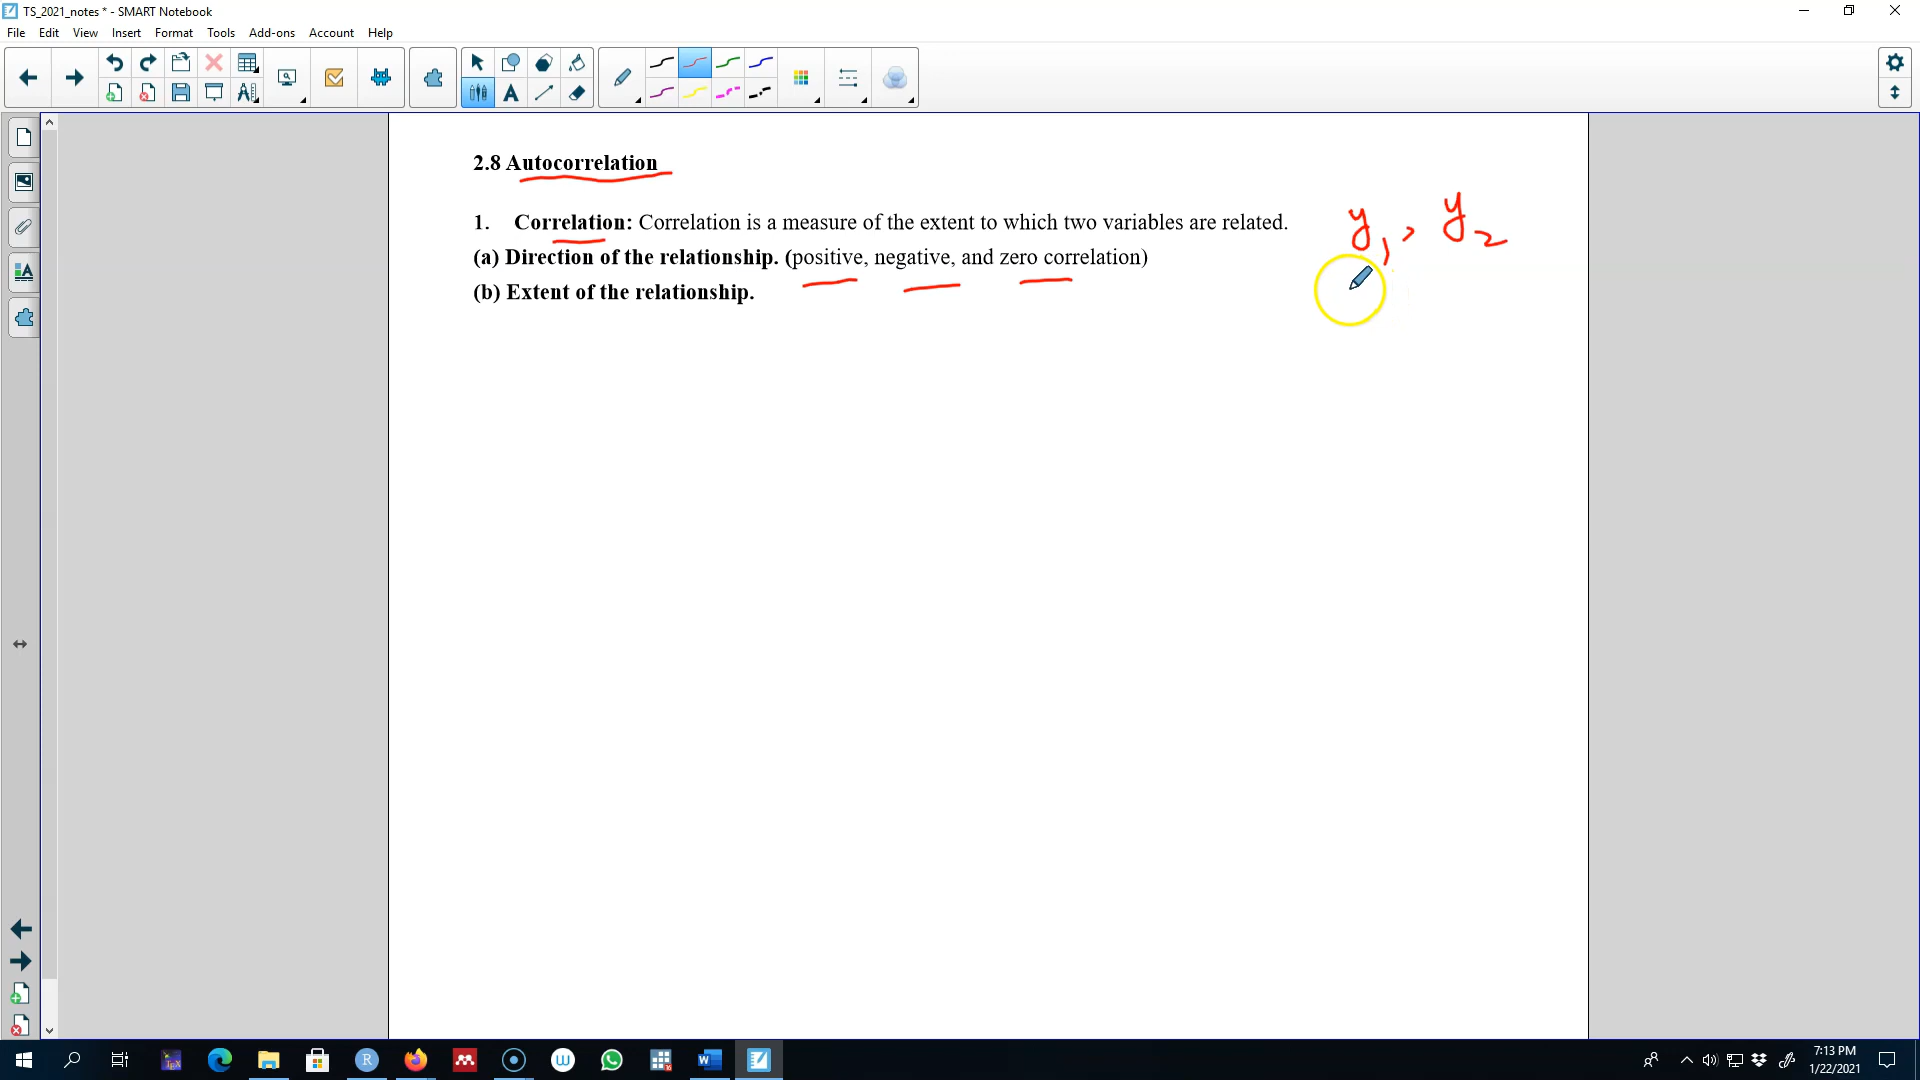 TS_2021_notes * - SMART Notebook
File Edit View Insert Format Tools Add-ons Account Help
2.8 Autocorrelation
1. Correlation: Correlation is a measure of the extent to which two variables are related.
y1, y2
(a) Direction of the relationship. (positive, negative, and zero correlation)
(b) Extent of the relationship.
7:13 PM
1/22/2021